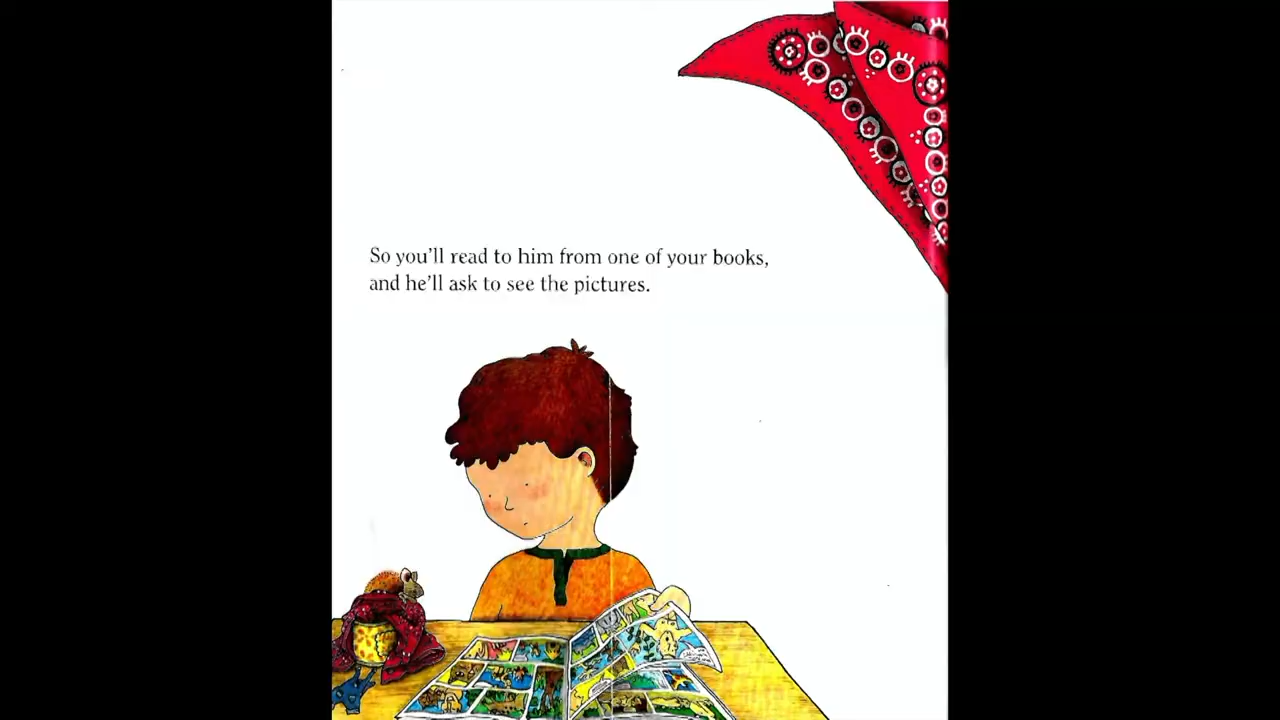 So you'll read to him from one of your books,
and he'll ask to see the pictures.